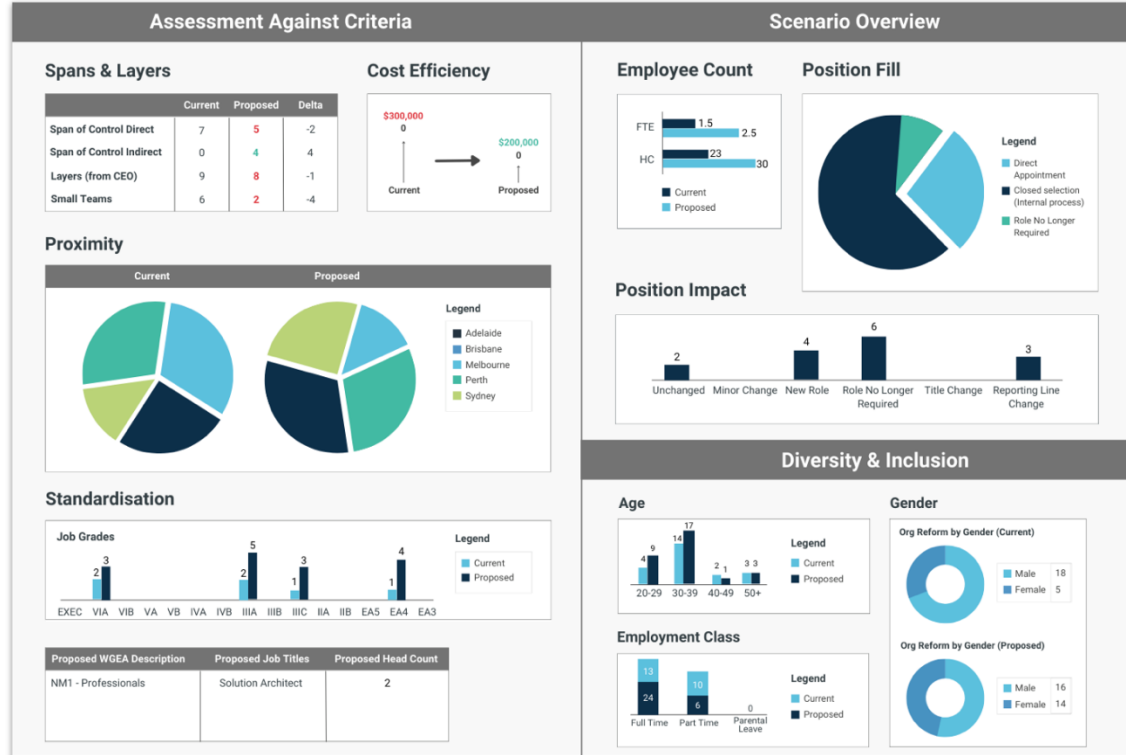 Assessment Against Criteria
Scenario Overview
Spans & Layers
Current Proposed Delta
Span of Control Direct 7 5 -2
Span of Control Indirect 0 4 4
Layers (from CEO) 9 8 -1
Small Teams 6 2 -4
Cost Efficiency
$300,000
0
Current
$200,000
0
Proposed
Proximity
Current Proposed
Legend
Adelaide
Brisbane
Melbourne
Perth
Sydney
Standardisation
Job Grades
2 3 2 5 1 3 1 4
EXEC VIA VIB VA VB IVA IVB IIIA IIIB IIIC IIA IIB EA5 EA4 EA3
Legend
Current
Proposed
Proposed WGEA Description Proposed Job Titles Proposed Head Count
NM1 - Professionals Solution Architect 2
Employee Count
FTE 1.5
2.5
HC 23
30
Current
Proposed
Position Fill
Legend
Direct
Appointment
Closed selection
(Internal process)
Role No Longer
Required
Position Impact
2 4 6 3
Unchanged Minor Change New Role Role No Longer Title Change Reporting Line
Required Change
Diversity & Inclusion
Age
4 9 14 17 2 1 3 3
20-29 30-39 40-49 50+
Legend
Current
Proposed
Employment Class
13 10
24 6 0
Full Time Part Time Parental
Leave
Legend
Current
Proposed
Gender
Org Reform by Gender (Current)
Male 18
Female 5
Org Reform by Gender (Proposed)
Male 16
Female 14